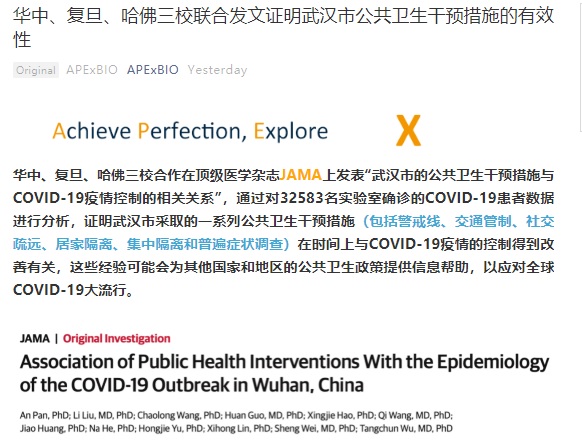 华中、复旦、哈佛三校联合发文证明武汉市公共卫生干预措施的有效
性
Original APExBIO APExBIO Yesterday
Achieve Perfection, Explore X
华中、复旦、哈佛三校合作在顶级医学杂志JAMA上发表“武汉市的公共卫生干预措施与
COVID-19疫情控制的相关关系”，通过对32583名实验室确诊的COVID-19患者数据
进行分析，证明武汉市采取的一系列公共卫生干预措施（包括警戒线、交通管制、社交
疏远、居家隔离、集中隔离和普遍症状调查）在时间上与COVID-19疫情的控制得到改
善有关，这些经验可能会为其他国家和地区的公共卫生政策提供信息帮助，以应对全球
COVID-19大流行。
JAMA | Original Investigation
Association of Public Health Interventions With the Epidemiology
of the COVID-19 Outbreak in Wuhan, China
An Pan, PhD; Li Liu, MD, PhD; Chaolong Wang, PhD; Huan Guo, MD, PhD; Xingjie Hao, PhD; Qi Wang, MD, PhD;
Jiao Huang, PhD; Na He, PhD; Hongjie Yu, PhD; Xihong Lin, PhD; Sheng Wei, MD, PhD; Tangchun Wu, MD, PhD